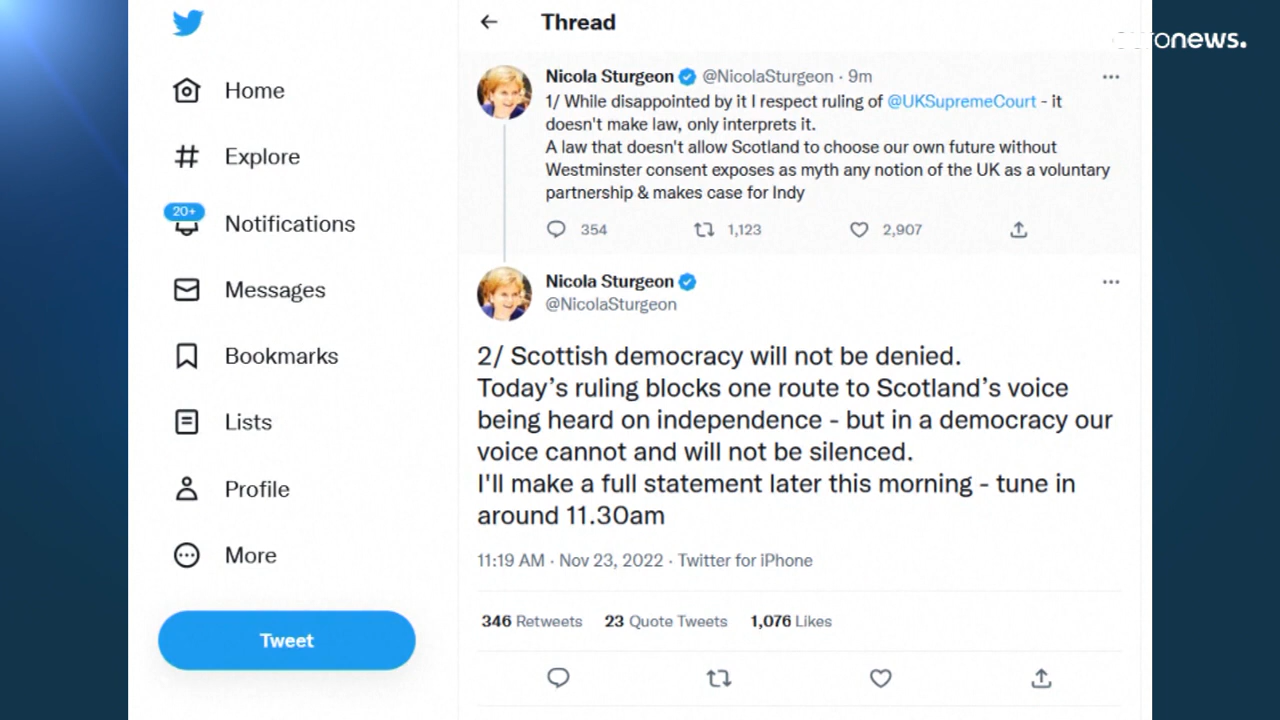 euronews.
Home
Explore
20+
Notifications
Messages
Bookmarks
Lists
Profile
More
Tweet
Thread
Nicola Sturgeon @NicolaSturgeon · 9m
1/ While disappointed by it I respect ruling of @UKSupremeCourt - it
doesn't make law, only interprets it.
A law that doesn't allow Scotland to choose our own future without
Westminster consent exposes as myth any notion of the UK as a voluntary
partnership & makes case for Indy
354 1,123 2,907
Nicola Sturgeon
@NicolaSturgeon
2/ Scottish democracy will not be denied.
Today’s ruling blocks one route to Scotland’s voice
being heard on independence - but in a democracy our
voice cannot and will not be silenced.
I'll make a full statement later this morning - tune in
around 11.30am
11:19 AM · Nov 23, 2022 · Twitter for iPhone
346 Retweets 23 Quote Tweets 1,076 Likes